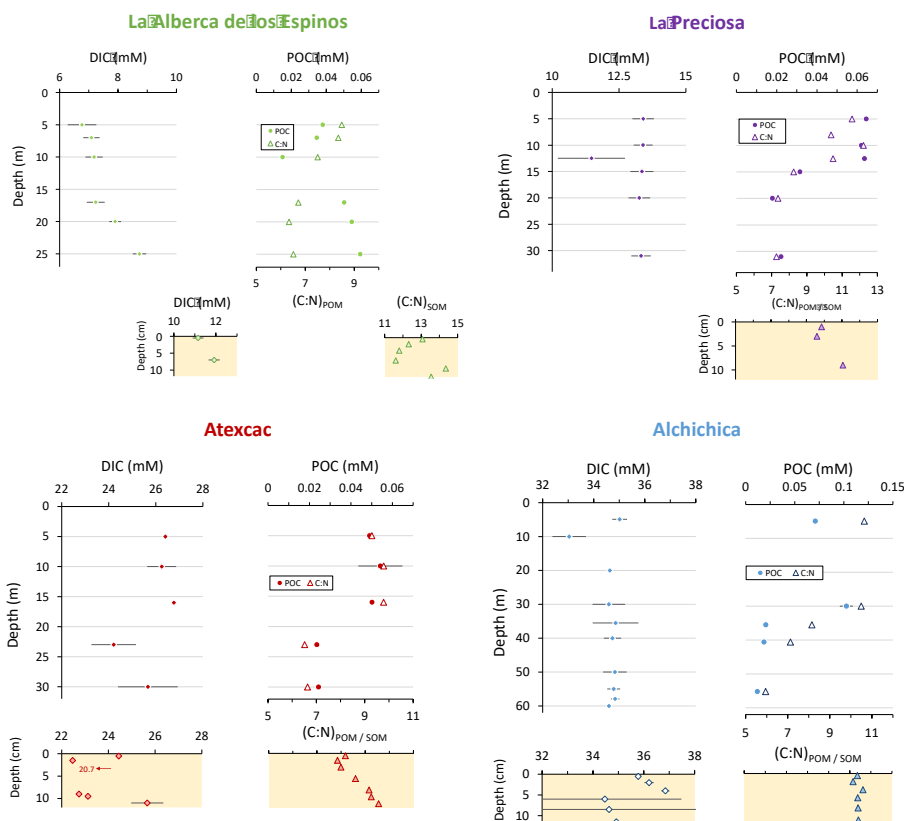 La Alberca de los Espinos
La Preciosa
DIC (mM)
POC (mM)
DIC (mM)
POC (mM)
6 8 10
0 0.02 0.04 0.06
10 12.5 15
0 0.02 0.04 0.06
Depth (m)
0
5
10
15
20
25
POC
C:N
5 7 9
(C:N)POM
Depth (m)
0
5
10
15
20
25
30
POC
C:N
5 7 9 11 13
(C:N)POM / SOM
DIC (mM)
10 12
Depth (cm)
0
5
10
(C:N)SOM
11 13 15
Depth (cm)
0
5
10
Atexcac
Alchichica
DIC (mM)
POC (mM)
DIC (mM)
POC (mM)
22 24 26 28
0 0.02 0.04 0.06
32 34 36 38
0 0.05 0.1 0.15
Depth (m)
0
5
10
15
20
25
30
POC C:N
5 7 9 11
(C:N)POM / SOM
Depth (m)
0
10
20
30
40
50
60
POC C:N
5 7 9 11
(C:N)POM / SOM
22 24 26 28
Depth (cm)
0
5
10
20.7
32 34 36 38
Depth (cm)
0
5
10